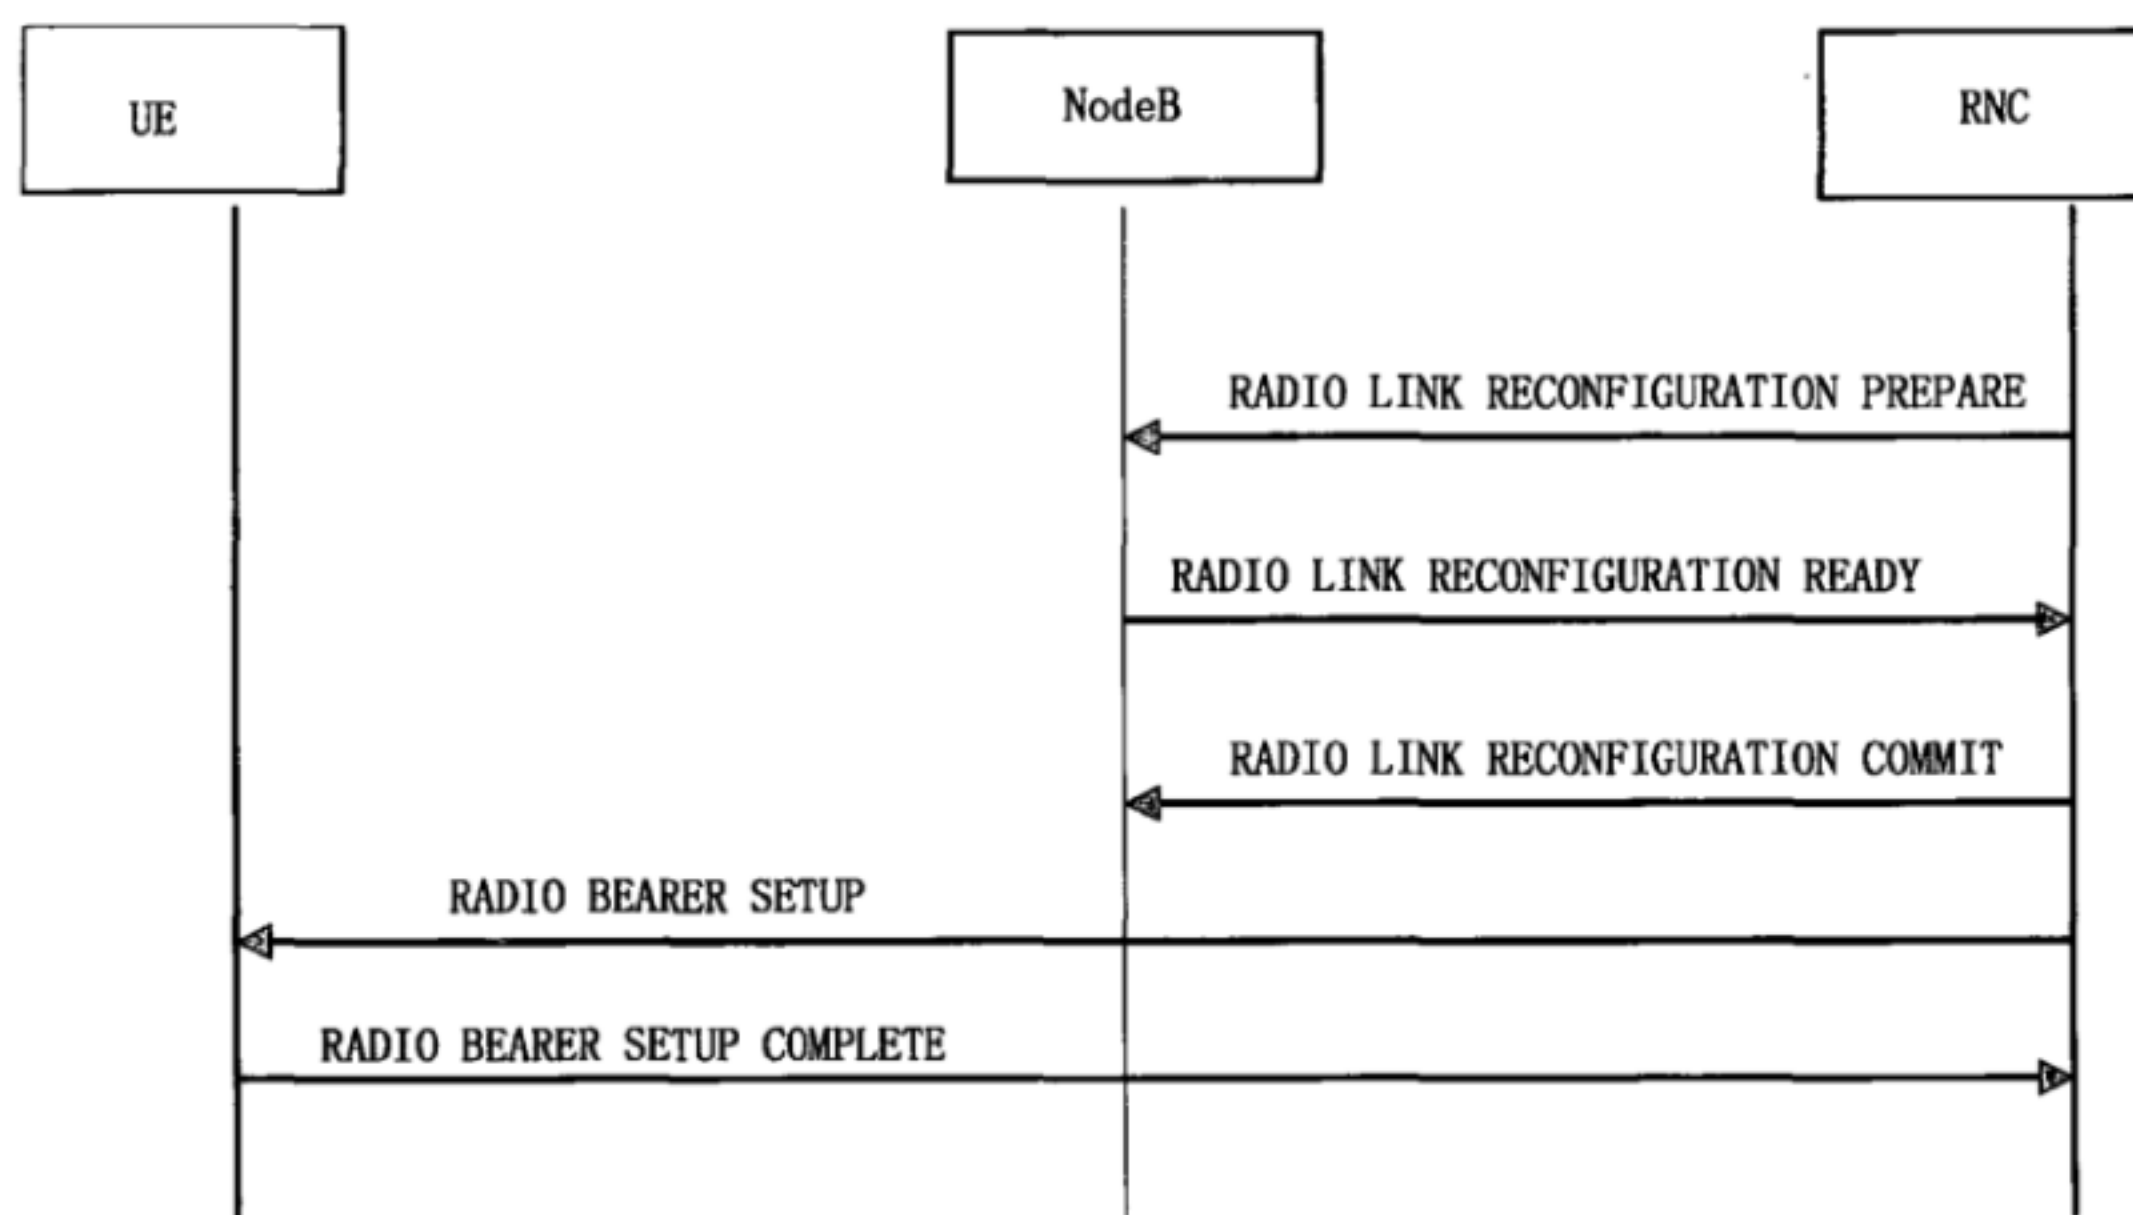 UE
NodeB
RNC
RADIO LINK RECONFIGURATION PREPARE
RADIO LINK RECONFIGURATION READY
RADIO LINK RECONFIGURATION COMMIT
RADIO BEARER SETUP
RADIO BEARER SETUP COMPLETE